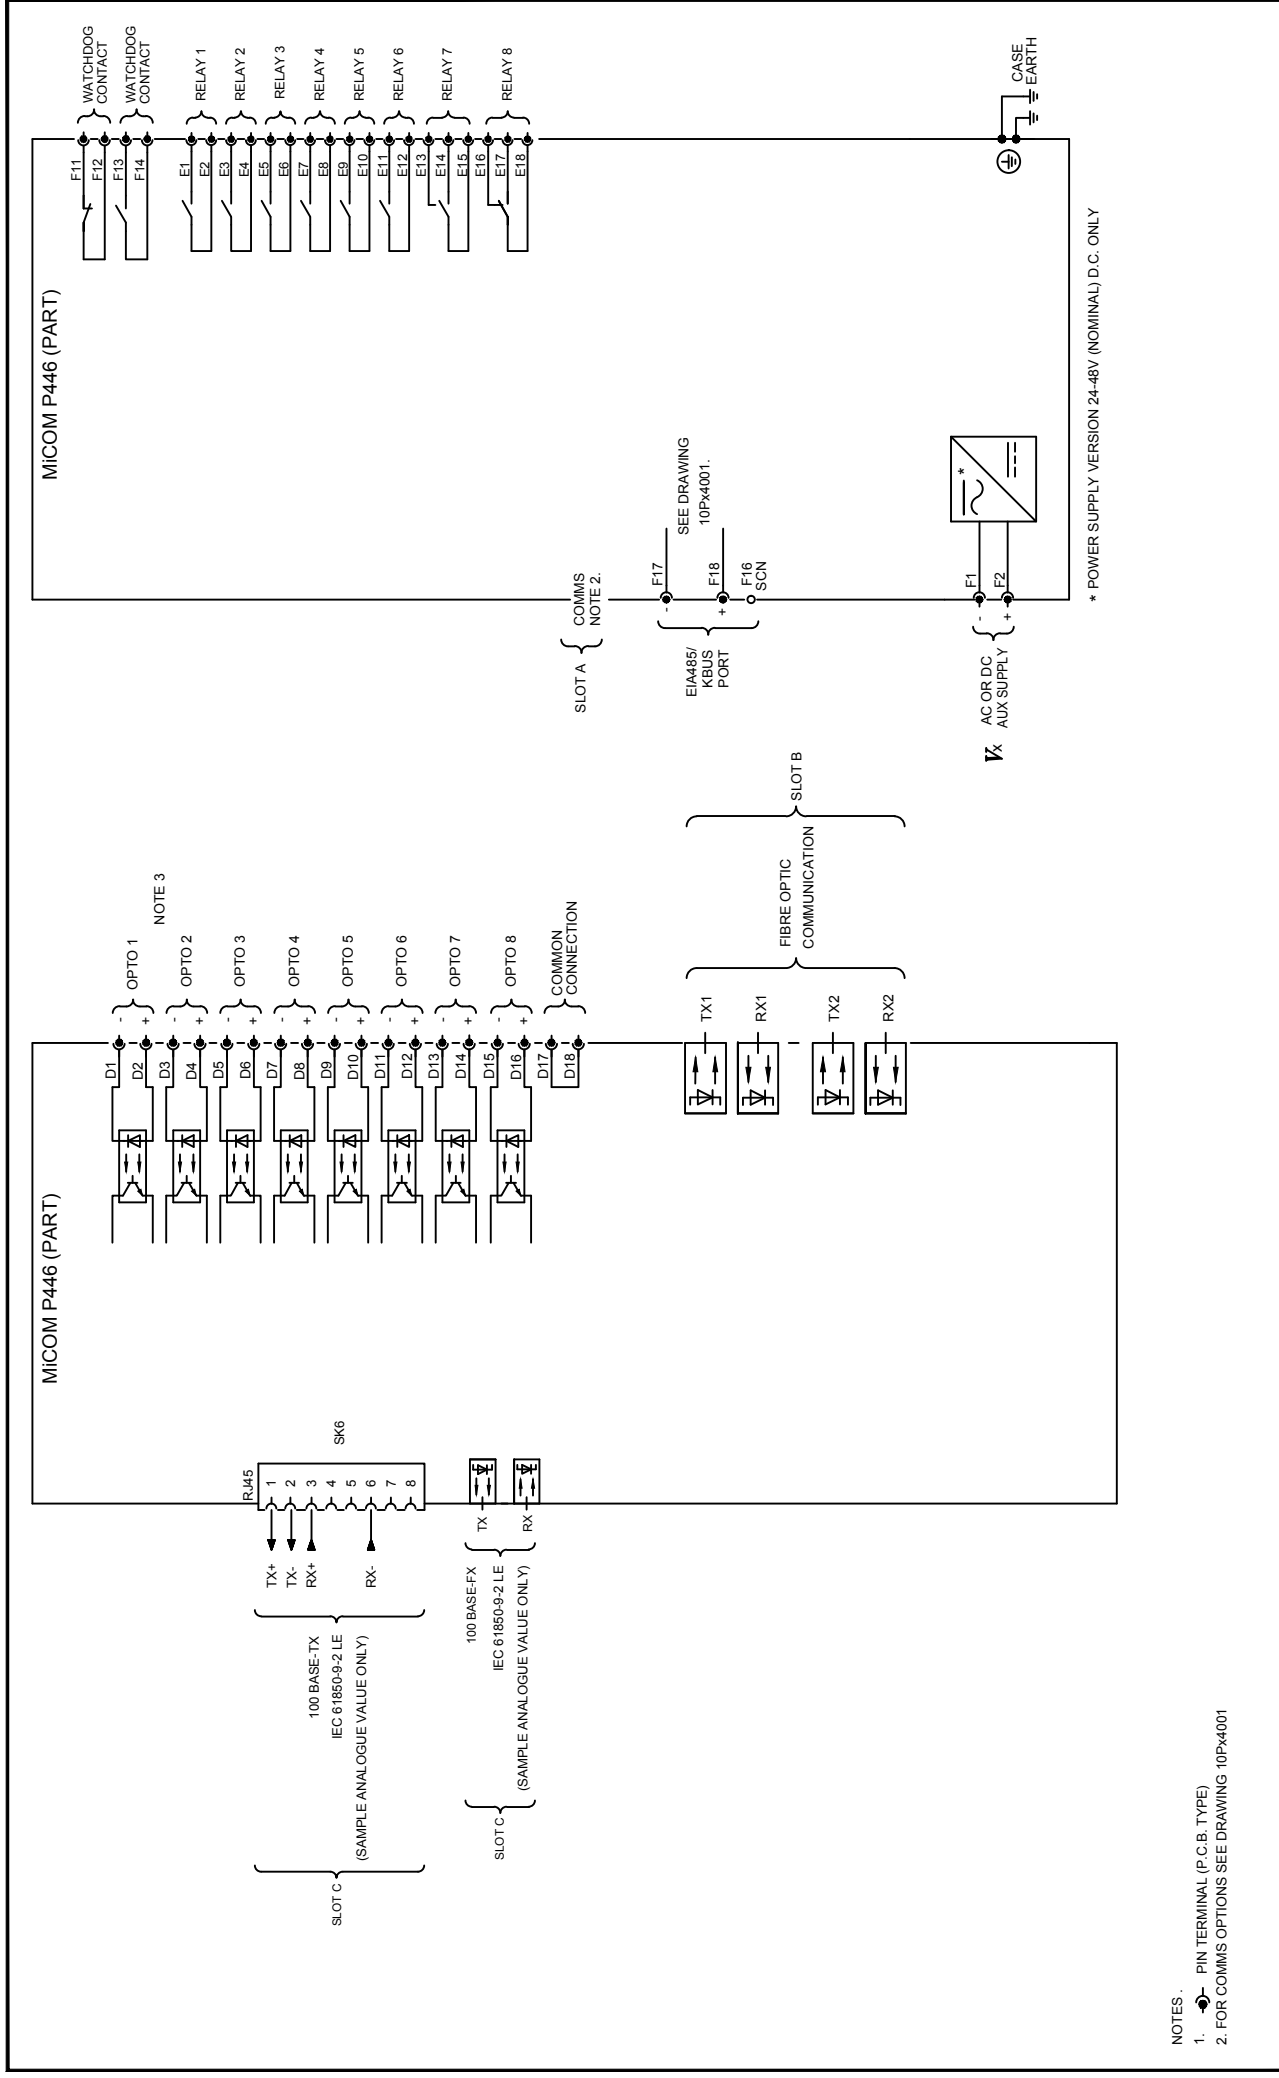 MiCOM P446 (PART)
RJ45
SK6
1
2
3
4
5
6
7
8
TX+
TX-
RX+
RX-
100 BASE-TX
IEC 61850-9-2 LE
(SAMPLE ANALOGUE VALUE ONLY)
SLOT C
TX
RX
100 BASE-FX
IEC 61850-9-2 LE
(SAMPLE ANALOGUE VALUE ONLY)
SLOT C
D1 -
D2 +
OPTO 1
NOTE 3
D3 -
D4 +
OPTO 2
D5 -
D6 +
OPTO 3
D7 -
D8 +
OPTO 4
D9 -
D10 +
OPTO 5
D11 -
D12 +
OPTO 6
D13 -
D14 +
OPTO 7
D15 -
D16 +
OPTO 8
D17
D18
COMMON
CONNECTION
TX1
RX1
TX2
RX2
FIBRE OPTIC
COMMUNICATION
SLOT B
MiCOM P446 (PART)
F11
F12
WATCHDOG
CONTACT
F13
F14
WATCHDOG
CONTACT
E1
E2
RELAY 1
E3
E4
RELAY 2
E5
E6
RELAY 3
E7
E8
RELAY 4
E9
E10
RELAY 5
E11
E12
RELAY 6
E13
E14
E15
RELAY 7
E16
E17
E18
RELAY 8
SLOT A
COMMS
NOTE 2.
EIA485/
KBUS
PORT
- F17
+ F18
F16
SCN
SEE DRAWING
10Px4001.
Vx
AC OR DC
AUX SUPPLY
- F1
+ F2
*
CASE
EARTH
* POWER SUPPLY VERSION 24-48V (NOMINAL) D.C. ONLY
NOTES .
1. PIN TERMINAL (P.C.B. TYPE)
2. FOR COMMS OPTIONS SEE DRAWING 10Px4001